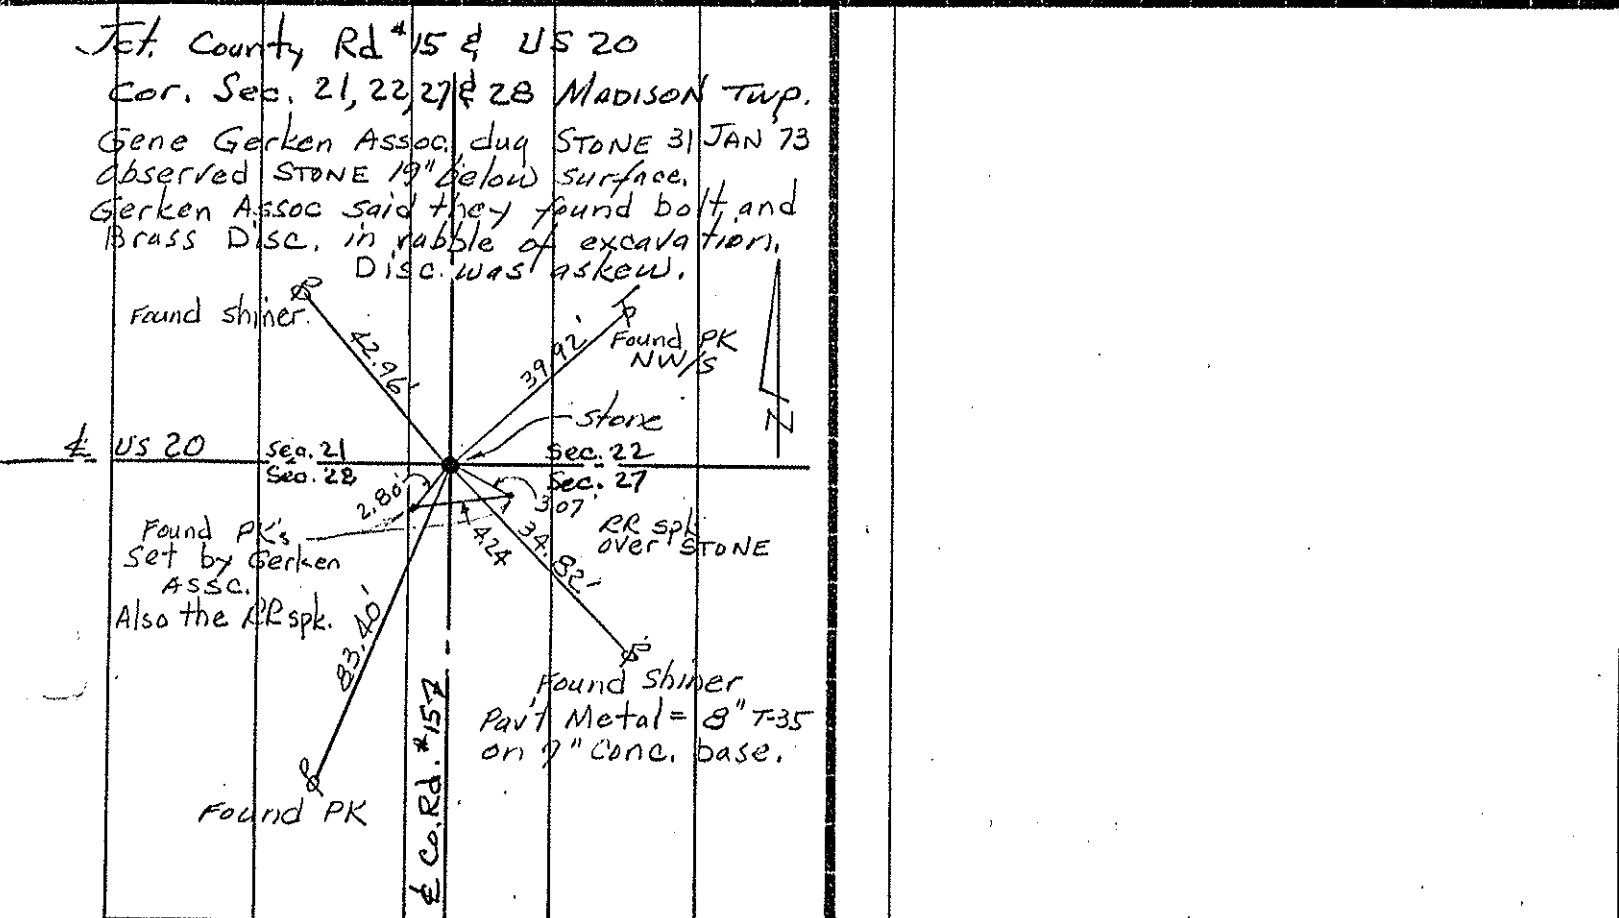 Jct. County Rd #15 & US 20
Cor. Sec. 21, 22, 27 & 28 MADISON Twp.
Gene Gerken Assoc. dug STONE 31 JAN '73
Observed STONE 19" below surface.
Gerken Assoc said they found bolt and
Brass Disc. in rubble of excavation.
Disc. was askew.
Found shiner.
42.96'
39.92'
Found PK
NW/S
N
Stone
℄ US 20
Sec. 21
Sec. 22
Sec. 28
Sec. 27
2.80'
3.07'
4.24
34.82'
RR spk
over STONE
Found PK's
set by Gerken
ASSC.
Also the RR spk.
83.40'
Found Shiner
Pav't Metal = 8" T-35
on 9" Conc. base.
℄ Co. Rd. #15
Found PK